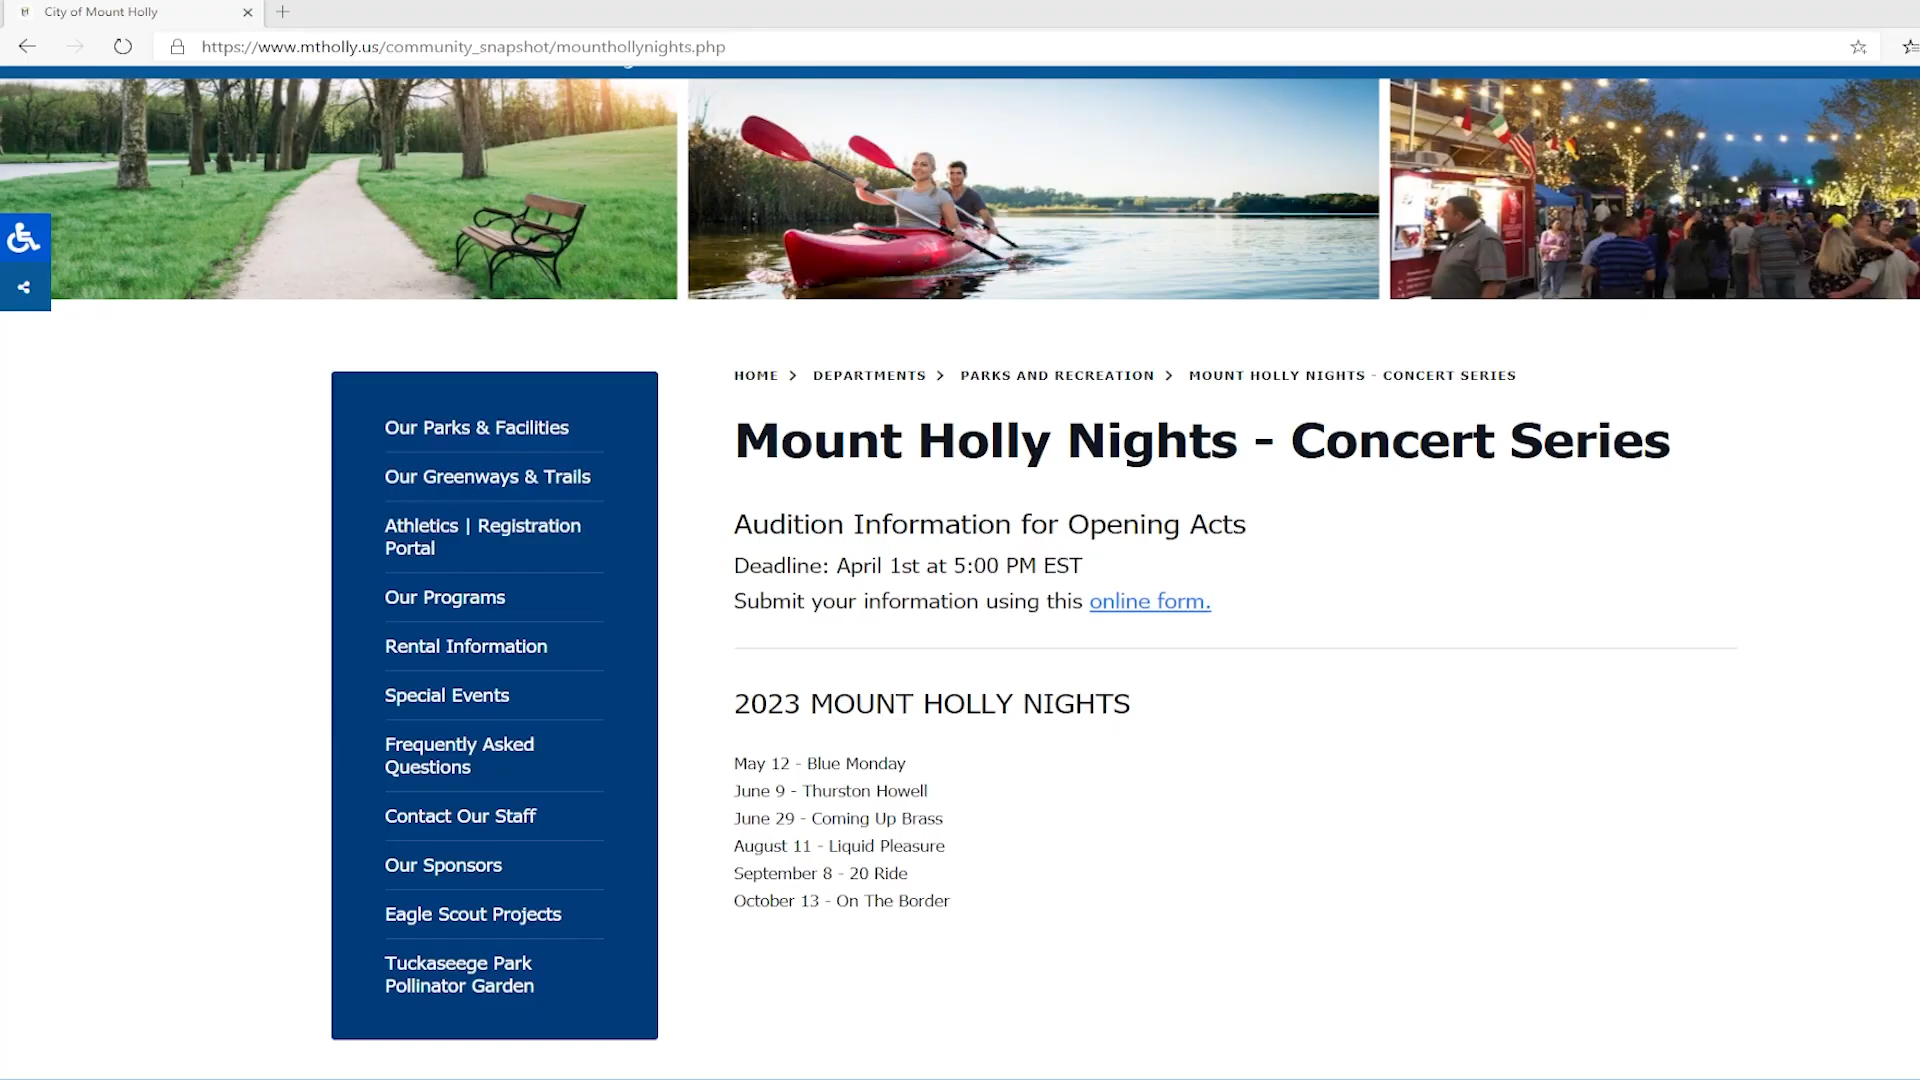 City of Mount Holly
https://www.mtholly.us/community_snapshot/mounthollynights.php
HOME > DEPARTMENTS > PARKS AND RECREATION > MOUNT HOLLY NIGHTS - CONCERT SERIES
Mount Holly Nights - Concert Series
Audition Information for Opening Acts
Deadline: April 1st at 5:00 PM EST
Submit your information using this online form.
2023 MOUNT HOLLY NIGHTS
May 12 - Blue Monday
June 9 - Thurston Howell
June 29 - Coming Up Brass
August 11 - Liquid Pleasure
September 8 - 20 Ride
October 13 - On The Border
Our Parks & Facilities
Our Greenways & Trails
Athletics | Registration
Portal
Our Programs
Rental Information
Special Events
Frequently Asked
Questions
Contact Our Staff
Our Sponsors
Eagle Scout Projects
Tuckaseege Park
Pollinator Garden